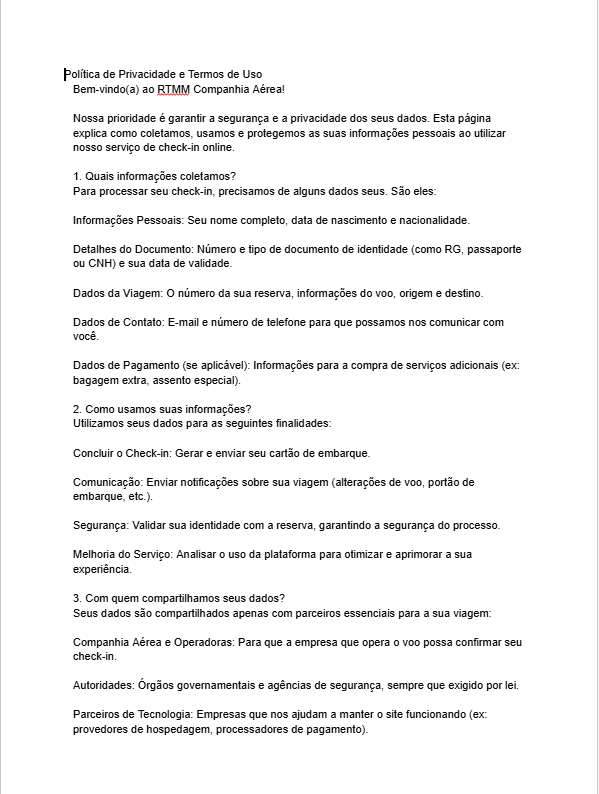 Política de Privacidade e Termos de Uso
Bem-vindo(a) ao RTMM Companhia Aérea!
Nossa prioridade é garantir a segurança e a privacidade dos seus dados. Esta página
explica como coletamos, usamos e protegemos as suas informações pessoais ao utilizar
nosso serviço de check-in online.
1. Quais informações coletamos?
Para processar seu check-in, precisamos de alguns dados seus. São eles:
Informações Pessoais: Seu nome completo, data de nascimento e nacionalidade.
Detalhes do Documento: Número e tipo de documento de identidade (como RG, passaporte
ou CNH) e sua data de validade.
Dados da Viagem: O número da sua reserva, informações do voo, origem e destino.
Dados de Contato: E-mail e número de telefone para que possamos nos comunicar com
você.
Dados de Pagamento (se aplicável): Informações para a compra de serviços adicionais (ex:
bagagem extra, assento especial).
2. Como usamos suas informações?
Utilizamos seus dados para as seguintes finalidades:
Concluir o Check-in: Gerar e enviar seu cartão de embarque.
Comunicação: Enviar notificações sobre sua viagem (alterações de voo, portão de
embarque, etc.).
Segurança: Validar sua identidade com a reserva, garantindo a segurança do processo.
Melhoria do Serviço: Analisar o uso da plataforma para otimizar e aprimorar a sua
experiência.
3. Com quem compartilhamos seus dados?
Seus dados são compartilhados apenas com parceiros essenciais para a sua viagem:
Companhia Aérea e Operadoras: Para que a empresa que opera o voo possa confirmar seu
check-in.
Autoridades: Órgãos governamentais e agências de segurança, sempre que exigido por lei.
Parceiros de Tecnologia: Empresas que nos ajudam a manter o site funcionando (ex:
provedores de hospedagem, processadores de pagamento).